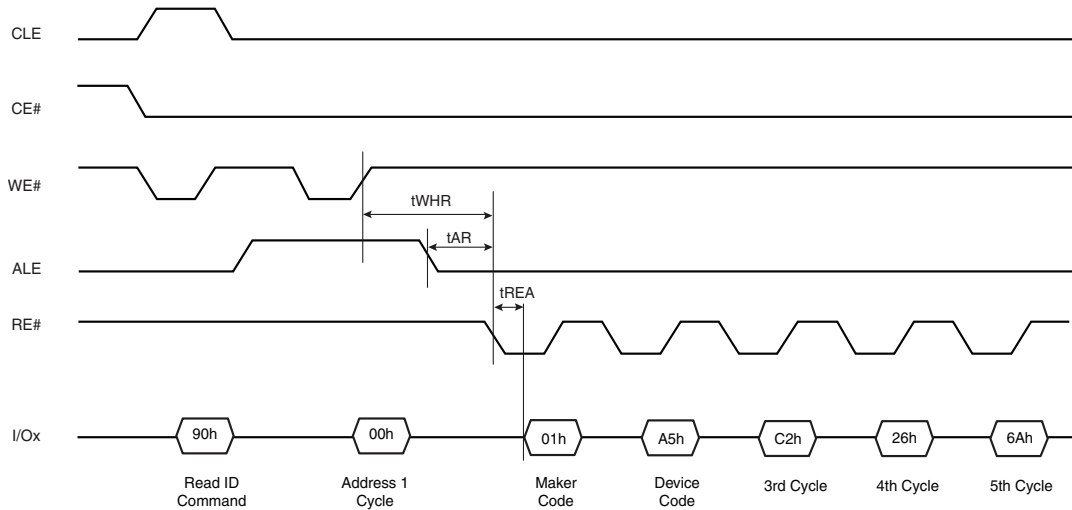 CLE
CE#
WE#
tWHR
tAR
ALE
tREA
RE#
I/Ox
90h
00h
01h
A5h
C2h
26h
6Ah
Read ID
Command
Address 1
Cycle
Maker
Code
Device
Code
3rd Cycle
4th Cycle
5th Cycle